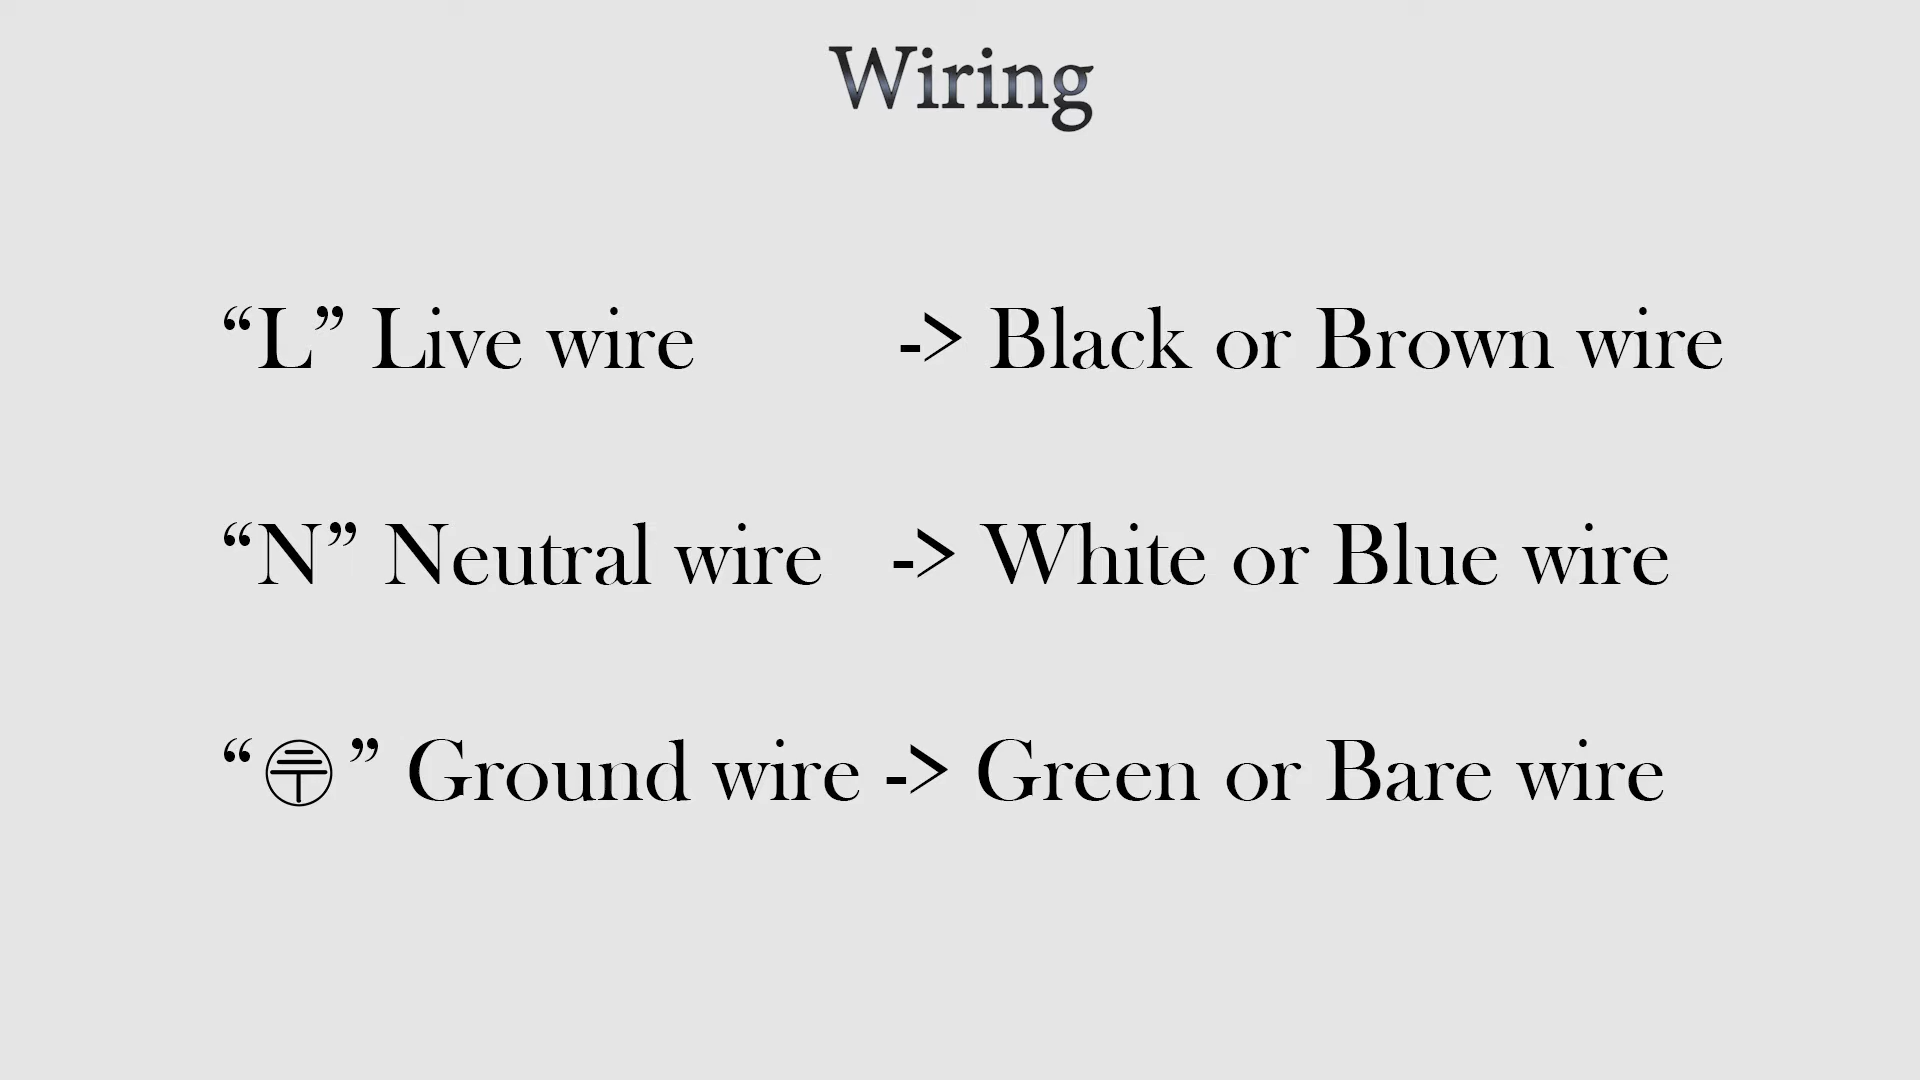 Wiring
“L” Live wire -> Black or Brown wire
“N” Neutral wire -> White or Blue wire
“⏚” Ground wire -> Green or Bare wire